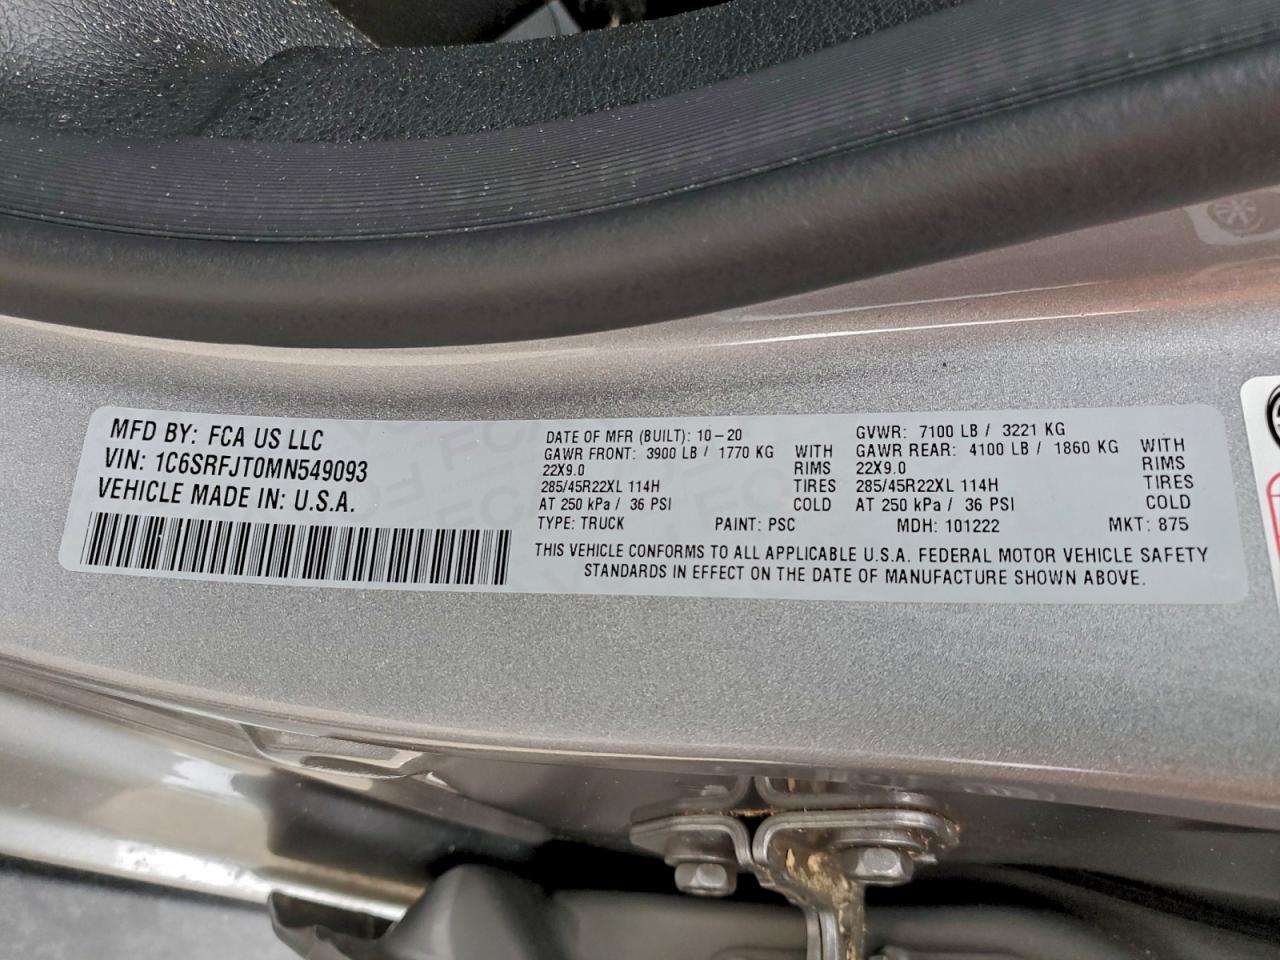 MFD BY: FCA US LLC
VIN: 1C6SRFJT0MN549093
VEHICLE MADE IN: U.S.A.
DATE OF MFR (BUILT): 10-20
GVWR: 7100 LB / 3221 KG
GAWR FRONT: 3900 LB / 1770 KG WITH
GAWR REAR: 4100 LB / 1860 KG WITH
22X9.0 RIMS
22X9.0 RIMS
285/45R22XL 114H TIRES
285/45R22XL 114H TIRES
AT 250 kPa / 36 PSI COLD
AT 250 kPa / 36 PSI COLD
TYPE: TRUCK PAINT: PSC MDH: 101222 MKT: 875
THIS VEHICLE CONFORMS TO ALL APPLICABLE U.S.A. FEDERAL MOTOR VEHICLE SAFETY
STANDARDS IN EFFECT ON THE DATE OF MANUFACTURE SHOWN ABOVE.